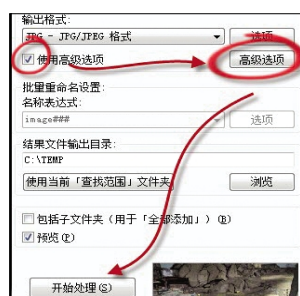 输出格式:
JPG - JPG/JPEG 格式 选项
使用高级选项 高级选项
批量重命名设置:
名称表达式:
image### 选项
结果文件输出目录:
C:\TEMP
使用当前「查找范围」文件夹 浏览
包括子文件夹（用于「全部添加」）(B)
预览(P)
开始处理(S)